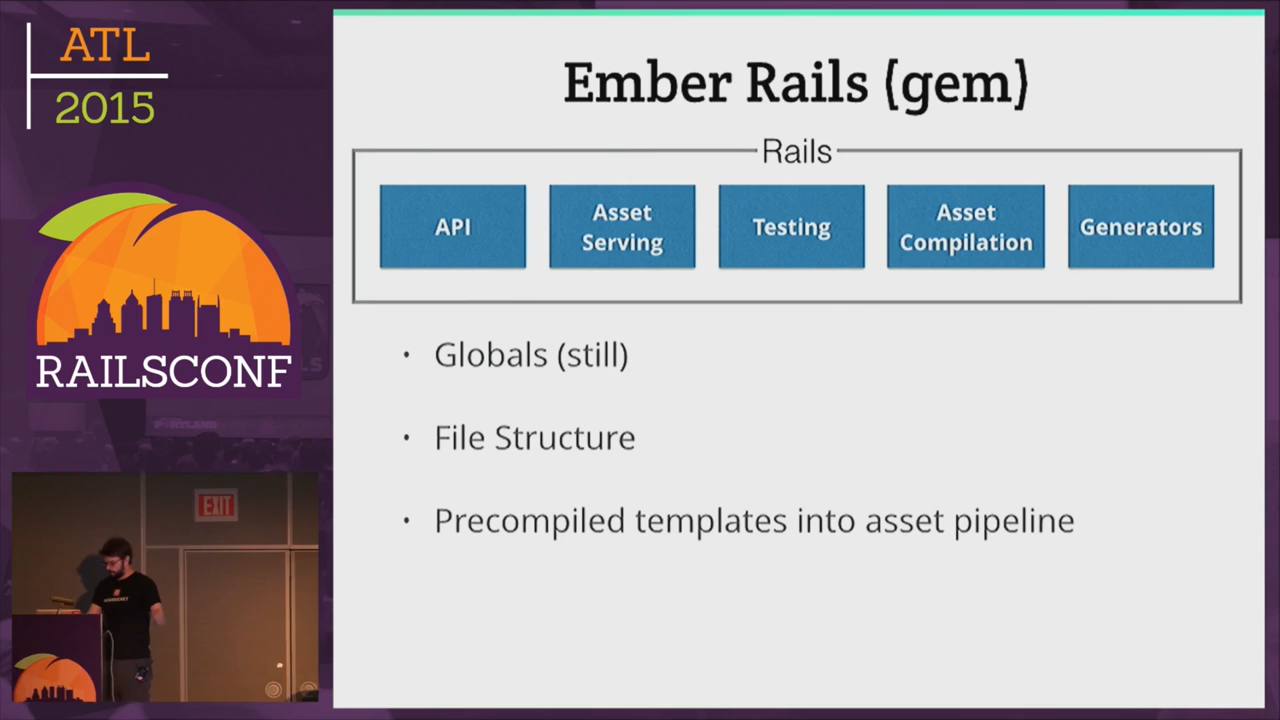 ATL
2015
RAILSCONF
EXIT
Ember Rails (gem)
Rails
API
Asset
Serving
Testing
Asset
Compilation
Generators
• Globals (still)
• File Structure
• Precompiled templates into asset pipeline